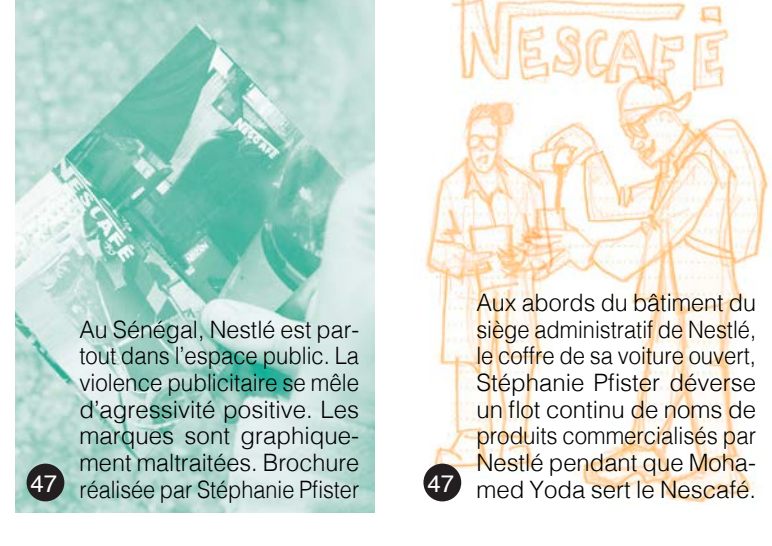 NESCAFÉ
NESCAFÉ
Au Sénégal, Nestlé est par-
tout dans l'espace public. La
violence publicitaire se mêle
d'agressivité positive. Les
marques sont graphique-
ment maltraitées. Brochure
réalisée par Stéphanie Pfister
47
NESCAFÉ
Aux abords du bâtiment du
siège administratif de Nestlé,
le coffre de sa voiture ouvert,
Stéphanie Pfister déverse
un flot continu de noms de
produits commercialisés par
Nestlé pendant que Moha-
med Yoda sert le Nescafé.
47